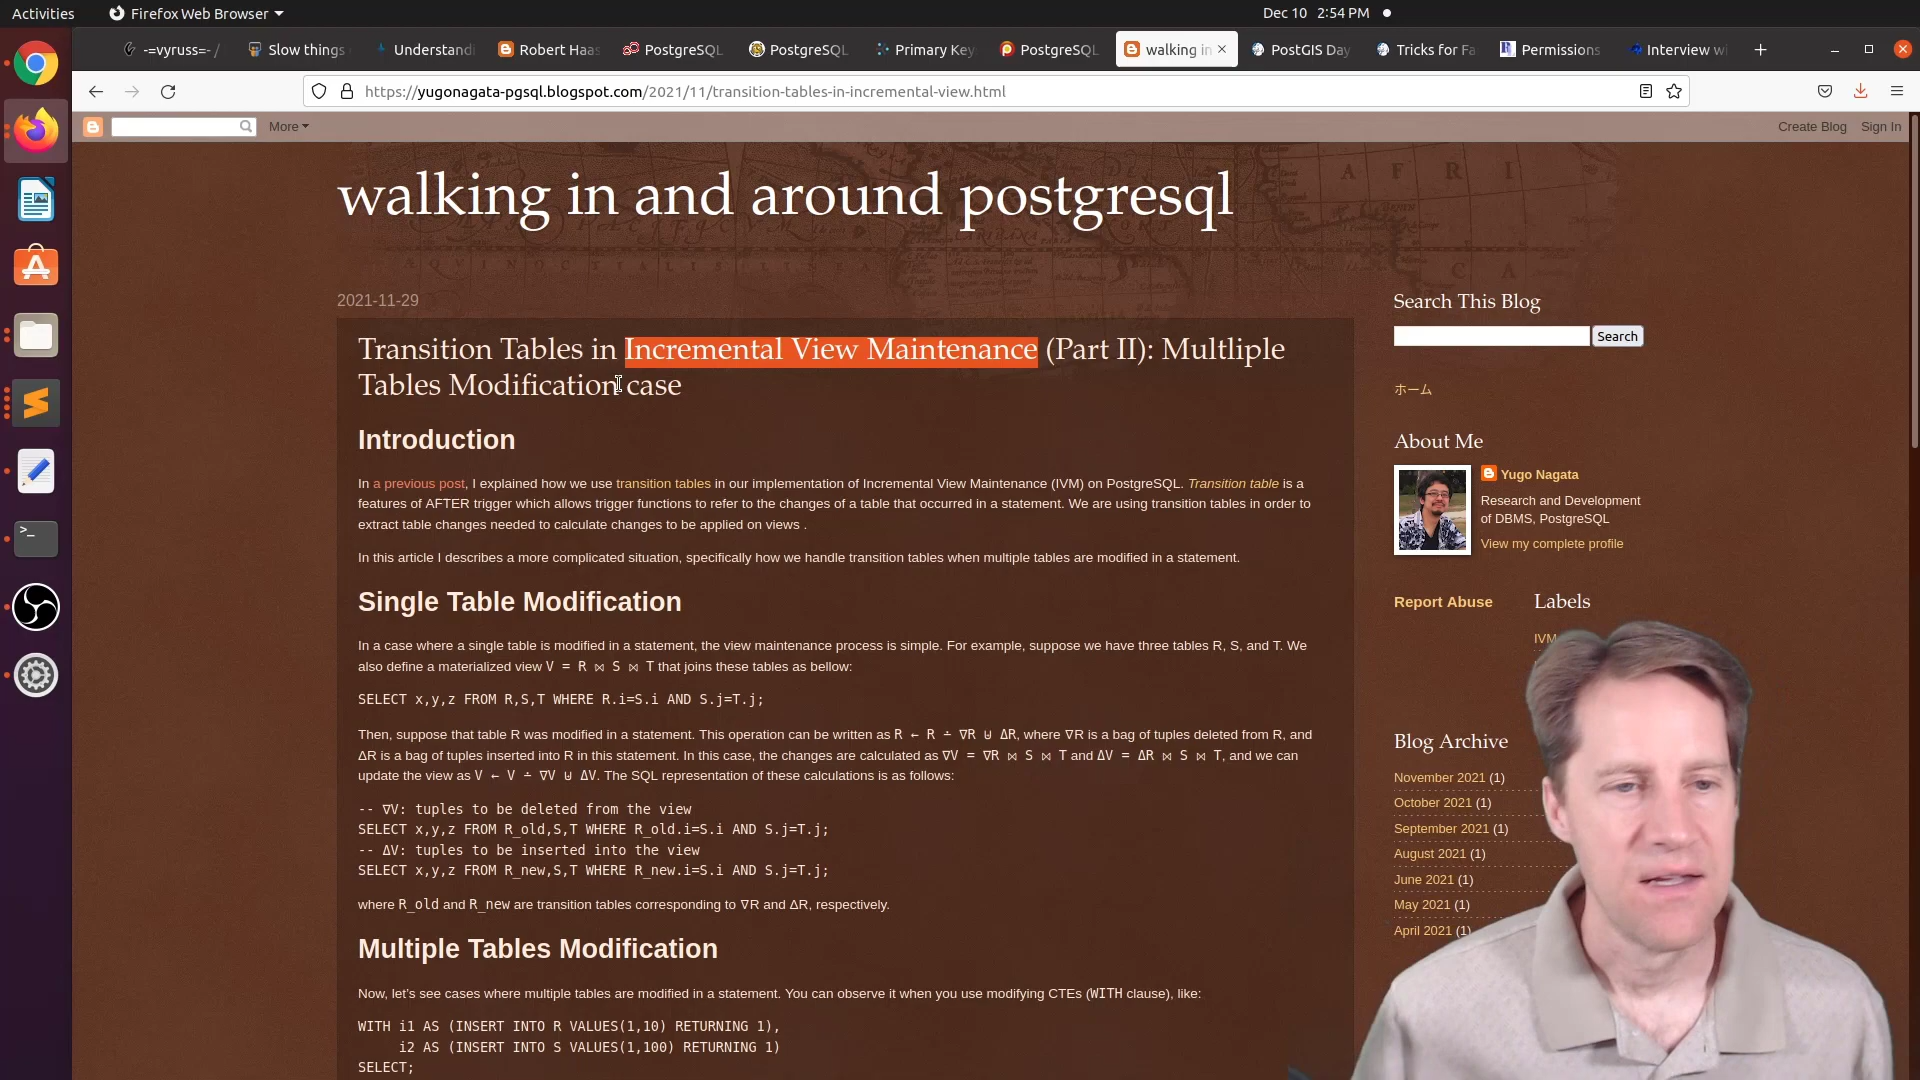 Activities
Firefox Web Browser
Dec 10 2:54 PM
-=vyruss=- /
Slow things
Understandi
Robert Haas
PostgreSQL
PostgreSQL
Primary Key
PostgreSQL
walking in
PostGIS Day
Tricks for Fa
Permissions
Interview wi
https://yugonagata-pgsql.blogspot.com/2021/11/transition-tables-in-incremental-view.html
More
Create Blog
Sign In
walking in and around postgresql
2021-11-29
Transition Tables in Incremental View Maintenance (Part II): Multliple
Tables Modification case
Introduction
In a previous post, I explained how we use transition tables in our implementation of Incremental View Maintenance (IVM) on PostgreSQL. Transition table is a
features of AFTER trigger which allows trigger functions to refer to the changes of a table that occurred in a statement. We are using transition tables in order to
extract table changes needed to calculate changes to be applied on views .
In this article I describes a more complicated situation, specifically how we handle transition tables when multiple tables are modified in a statement.
Single Table Modification
In a case where a single table is modified in a statement, the view maintenance process is simple. For example, suppose we have three tables R, S, and T. We
also define a materialized view V = R ⨝ S ⨝ T that joins these tables as bellow:
SELECT x,y,z FROM R,S,T WHERE R.i=S.i AND S.j=T.j;
Then, suppose that table R was modified in a statement. This operation can be written as R ← R ∸ ∇R ⊎ ΔR, where ∇R is a bag of tuples deleted from R, and
ΔR is a bag of tuples inserted into R in this statement. In this case, the changes are calculated as ∇V = ∇R ⨝ S ⨝ T and ΔV = ΔR ⨝ S ⨝ T, and we can
update the view as V ← V ∸ ∇V ⊎ ΔV. The SQL representation of these calculations is as follows:
-- ∇V: tuples to be deleted from the view
SELECT x,y,z FROM R_old,S,T WHERE R_old.i=S.i AND S.j=T.j;
-- ΔV: tuples to be inserted into the view
SELECT x,y,z FROM R_new,S,T WHERE R_new.i=S.i AND S.j=T.j;
where R_old and R_new are transition tables corresponding to ∇R and ΔR, respectively.
Multiple Tables Modification
Now, let's see cases where multiple tables are modified in a statement. You can observe it when you use modifying CTEs (WITH clause), like:
WITH i1 AS (INSERT INTO R VALUES(1,10) RETURNING 1),
i2 AS (INSERT INTO S VALUES(1,100) RETURNING 1)
SELECT;
Search This Blog
Search
ホーム
About Me
Yugo Nagata
Research and Development
of DBMS, PostgreSQL
View my complete profile
Report Abuse
Labels
IVM
Blog Archive
November 2021 (1)
October 2021 (1)
September 2021 (1)
August 2021 (1)
June 2021 (1)
May 2021 (1)
April 2021 (1)